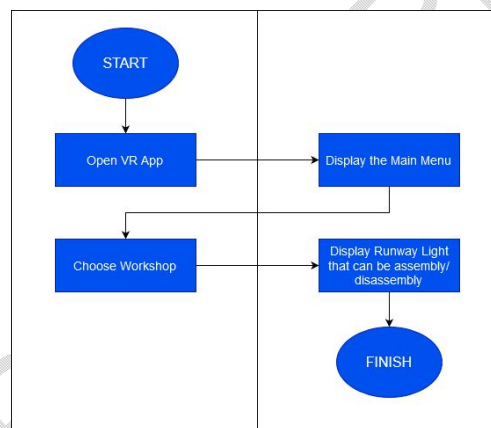 START
Open VR App
Display the Main Menu
Choose Workshop
Display Runway Light
that can be assembly/
disassembly
FINISH